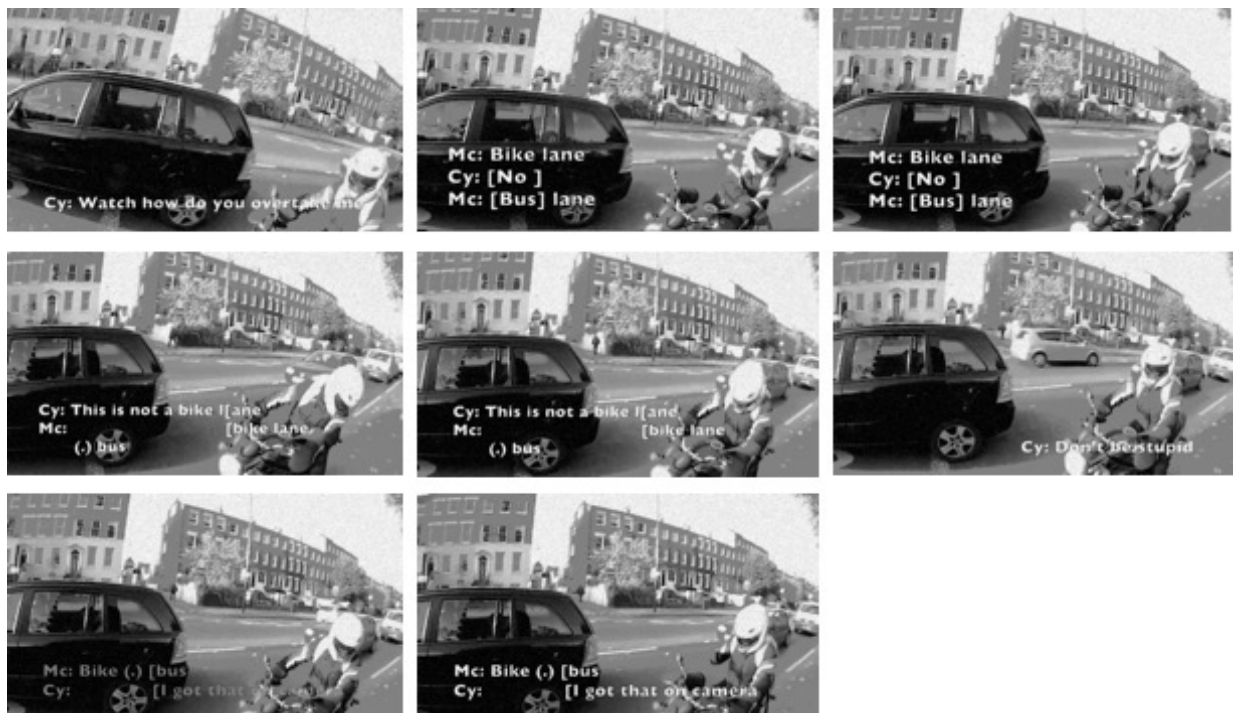 Cy: Watch how do you overtake me
Mc: Bike lane
Cy: [No ]
Mc: [Bus] lane
Mc: Bike lane
Cy: [No ]
Mc: [Bus] lane
Cy: This is not a bike l[ane
Mc: [bike lane
(.) bus
Cy: This is not a bike l[ane
Mc: [bike lane
(.) bus
Cy: Don't be stupid
Mc: Bike (.) [bus
Cy: [I got that on camera
Mc: Bike (.) [bus
Cy: [I got that on camera